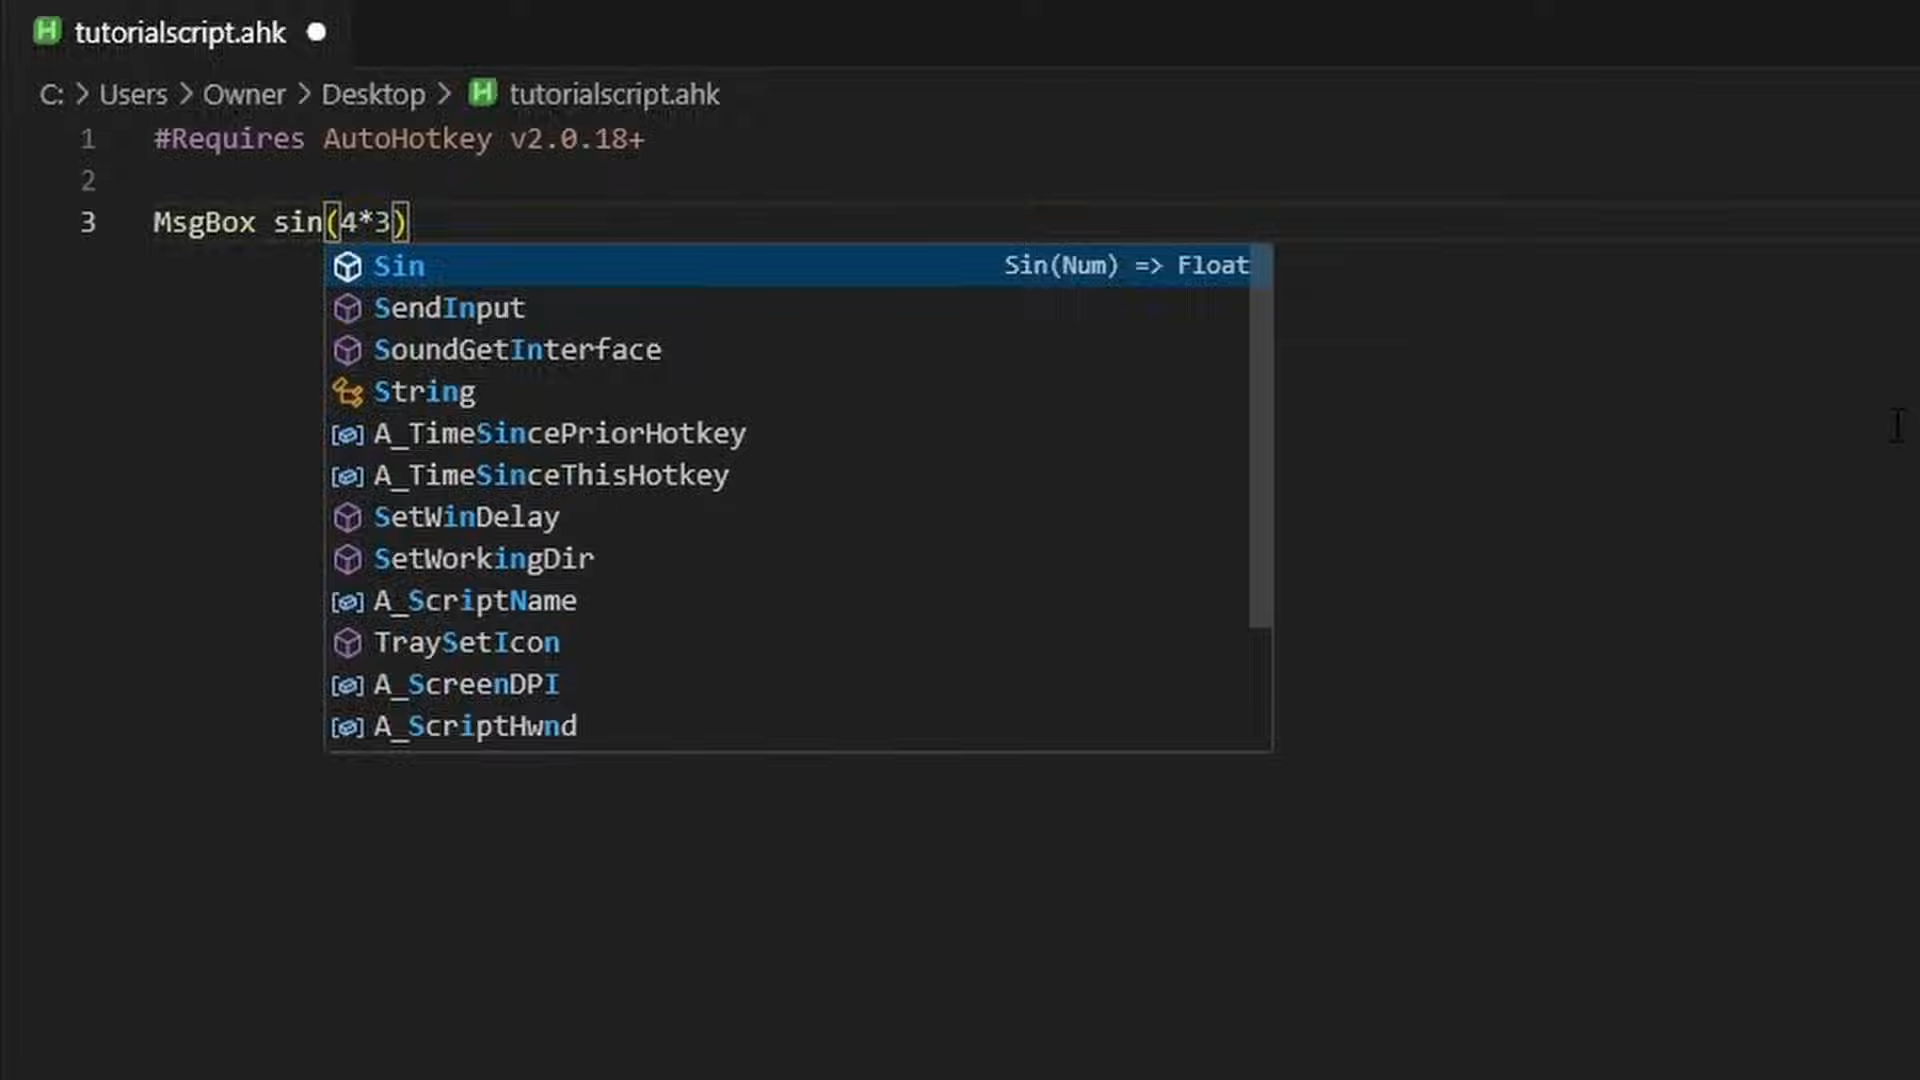 tutorialscript.ahk
C: > Users > Owner > Desktop > tutorialscript.ahk
1 #Requires AutoHotkey v2.0.18+
2
3 MsgBox sin(4*3)
Sin Sin(Num) => Float
SendInput
SoundGetInterface
String
A_TimeSincePriorHotkey
A_TimeSinceThisHotkey
SetWinDelay
SetWorkingDir
A_ScriptName
TraySetIcon
A_ScreenDPI
A_ScriptHwnd